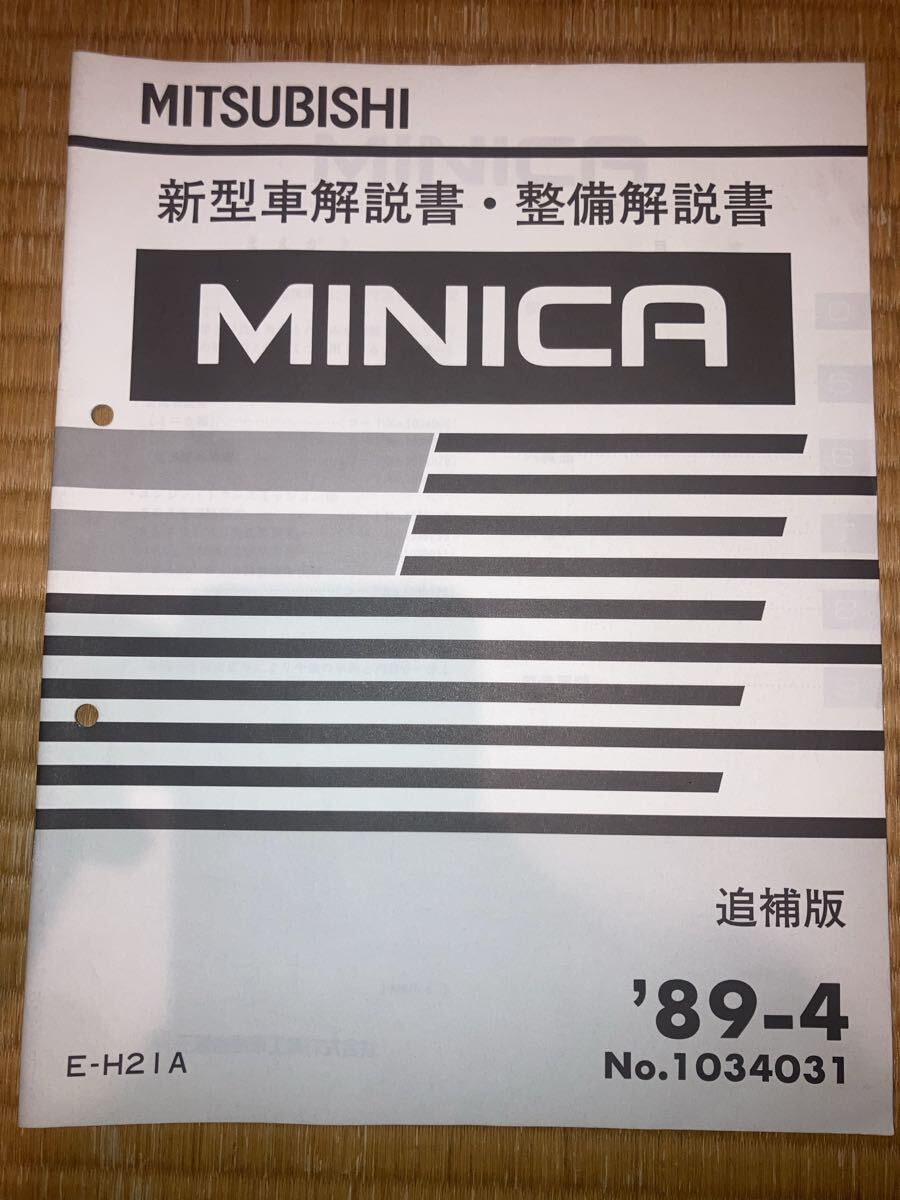 MITSUBISHI
新型車解説書・整備解説書
MINICA
追補版
'89-4
E-H21A
No.1034031